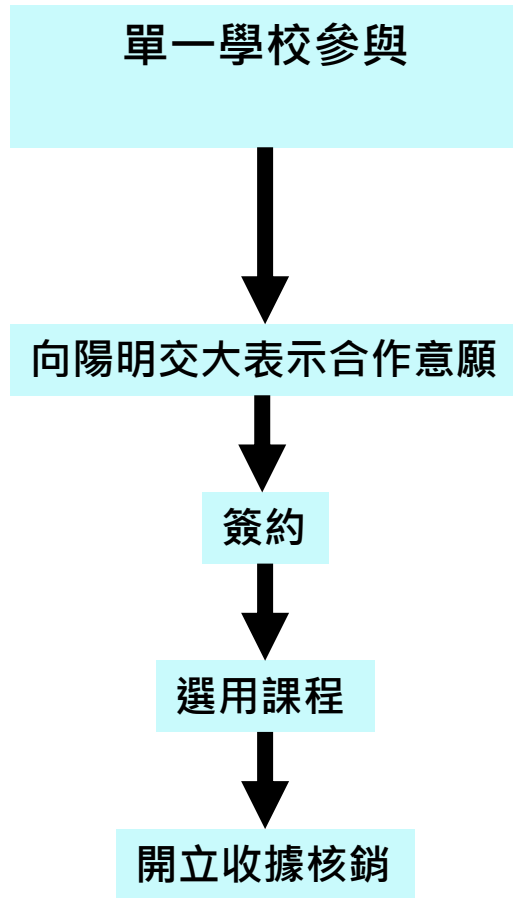 單一學校參與
向陽明交大表示合作意願
簽約
選用課程
開立收據核銷